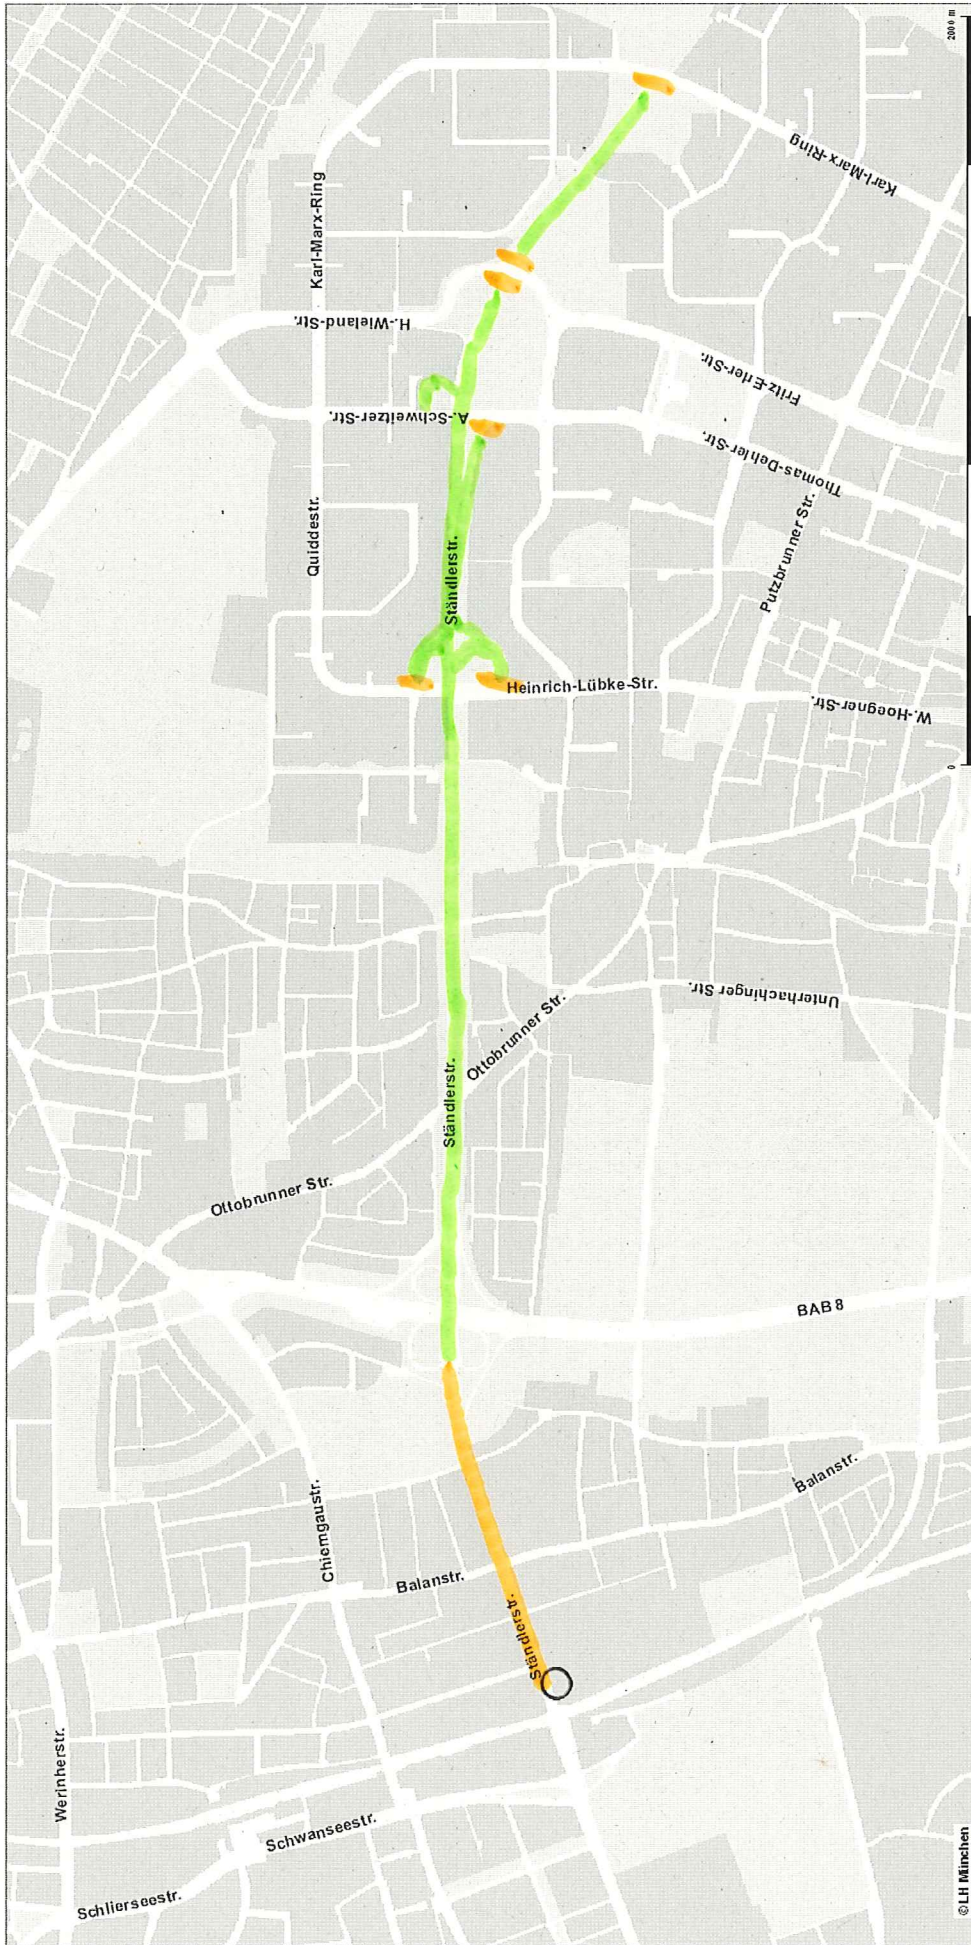 Werinherstr.
Schlierseestr.
Schwanseestr.
Chiemgaustr.
Balanstr.
Ständlerstr.
Balanstr.
BAB 8
Ottobrunner Str.
Ständlerstr.
Ottobrunner Str.
Unterhachinger Str.
Quiddestr.
Ständlerstr.
Heinrich-Lübke-Str.
W.-Hoegner-Str.
Putzbrunner Str.
A.-Schweitzer-Str.
Thomas-Dehler-Str.
Karl-Marx-Ring
H.-Wieland-Str.
Fritz-Erler-Str.
Karl-Marx-Ring
© LH München
0
2000 m